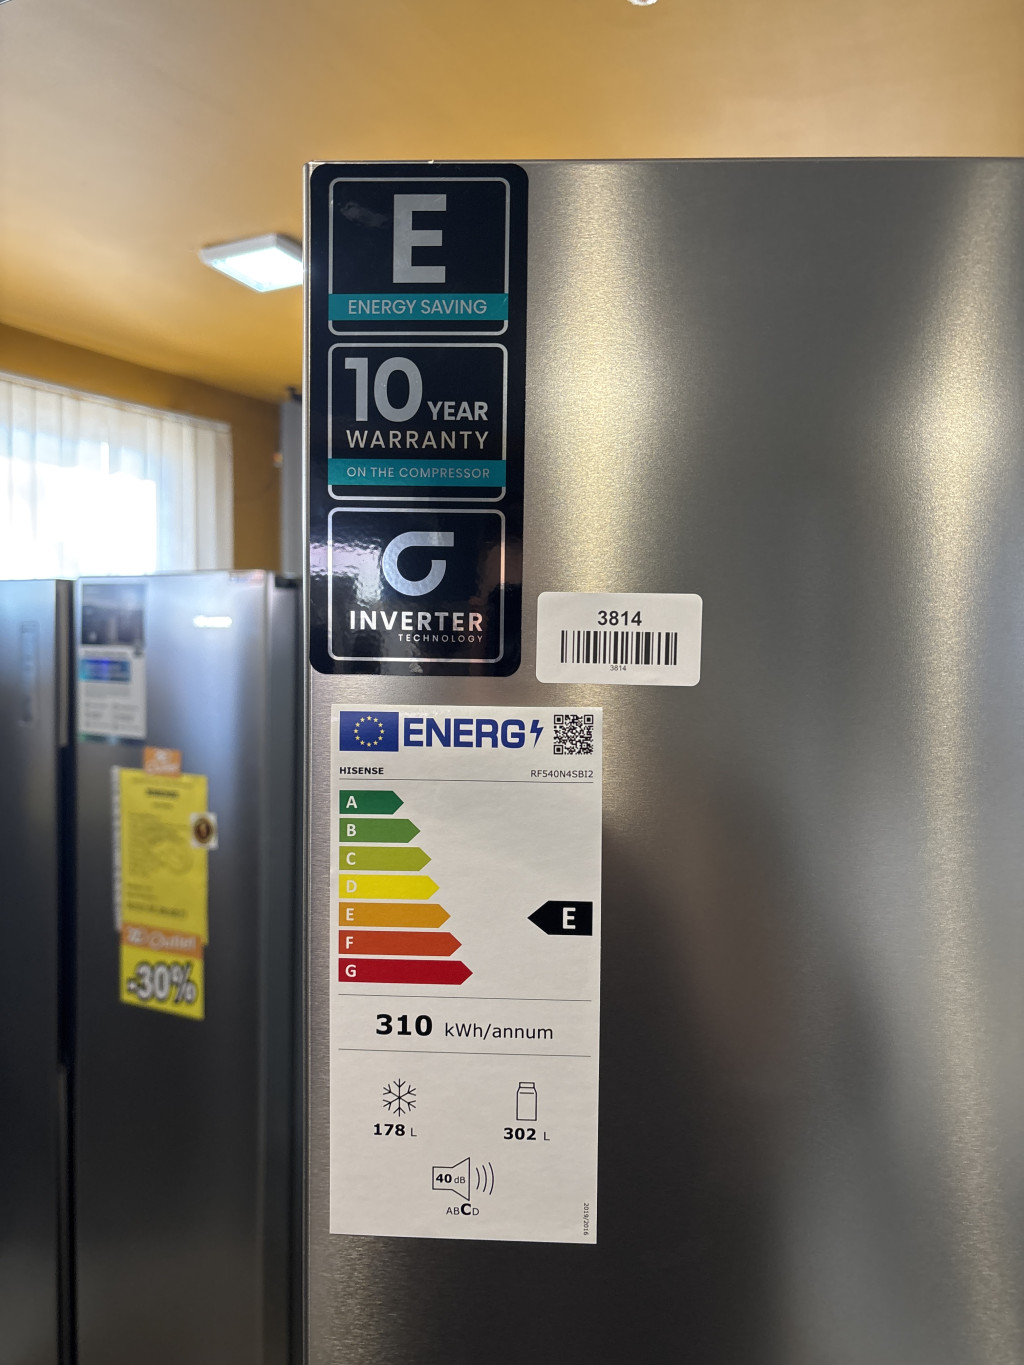 E
ENERGY SAVING
10 YEAR
WARRANTY
ON THE COMPRESSOR
INVERTER
TECHNOLOGY
3814
3814
ENERG
HISENSE RF540N4SBI2
A
B
C
D
E
E
F
G
310 kWh/annum
178 L
302 L
40 dB
ABCD
2019/2016
Outlet
-30%